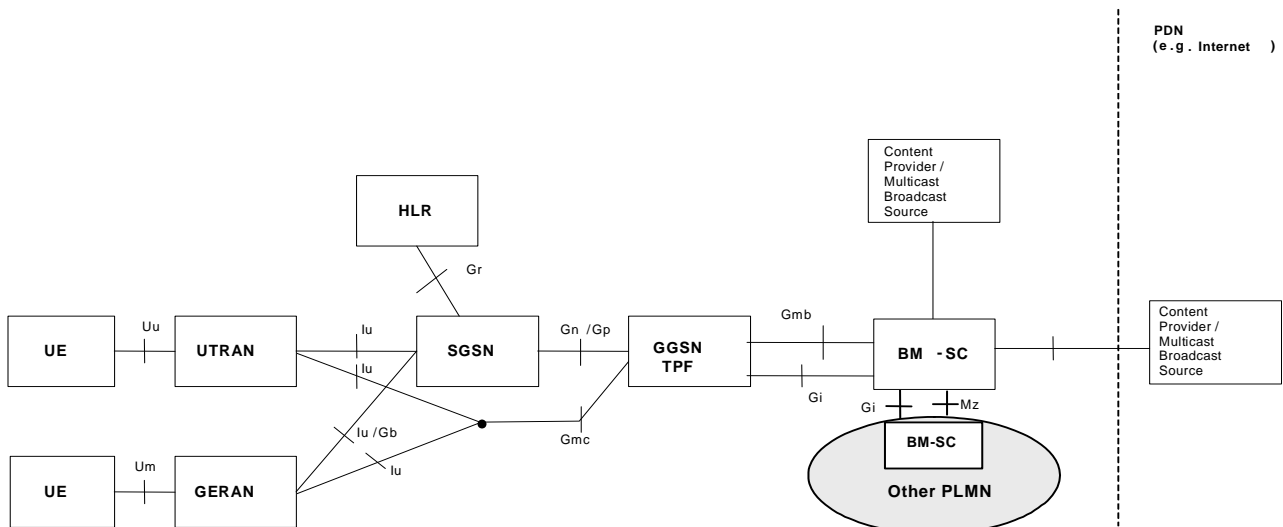 PDN
(e.g. Internet )
Content
Provider /
Multicast
Broadcast
Source
HLR
Gr
UE
Uu
UTRAN
Iu
Iu
SGSN
Gn /Gp
GGSN
TPF
Gmb
Gi
BM -SC
Content
Provider /
Multicast
Broadcast
Source
Gi
Mz
BM-SC
Other PLMN
Iu /Gb
Gmc
Iu
UE
Um
GERAN